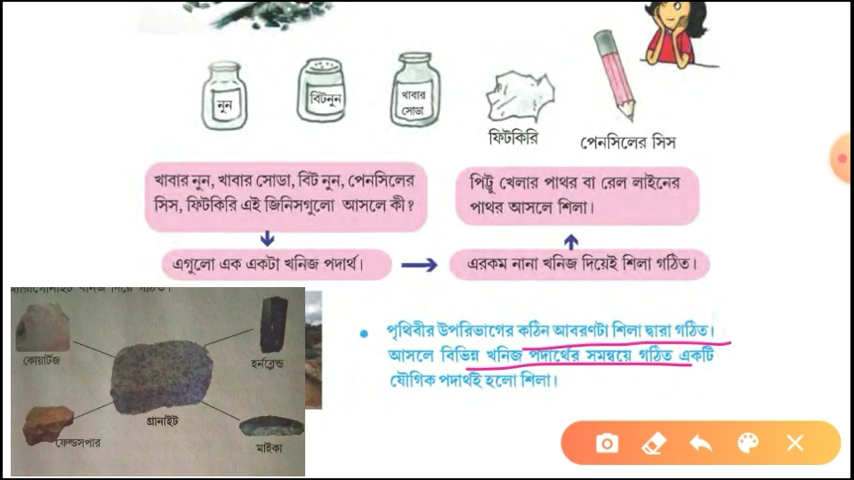 নুন
বিটনুন
খাবার
সোডা
ফিটকিরি
পেনসিলের সিস
খাবার নুন, খাবার সোডা, বিট নুন, পেনসিলের
সিস, ফিটকিরি এই জিনিসগুলো আসলে কী?
পিট্টু খেলার পাথর বা রেল লাইনের
পাথর আসলে শিলা।
এগুলো এক একটা খনিজ পদার্থ।
এরকম নানা খনিজ দিয়েই শিলা গঠিত।
কোয়ার্টজ
হর্নব্লেন্ড
গ্রানাইট
ফেল্ডসপার
মাইকা
পৃথিবীর উপরিভাগের কঠিন আবরণটা শিলা দ্বারা গঠিত।
আসলে বিভিন্ন খনিজ পদার্থের সমন্বয়ে গঠিত একটি
যৌগিক পদার্থই হলো শিলা।